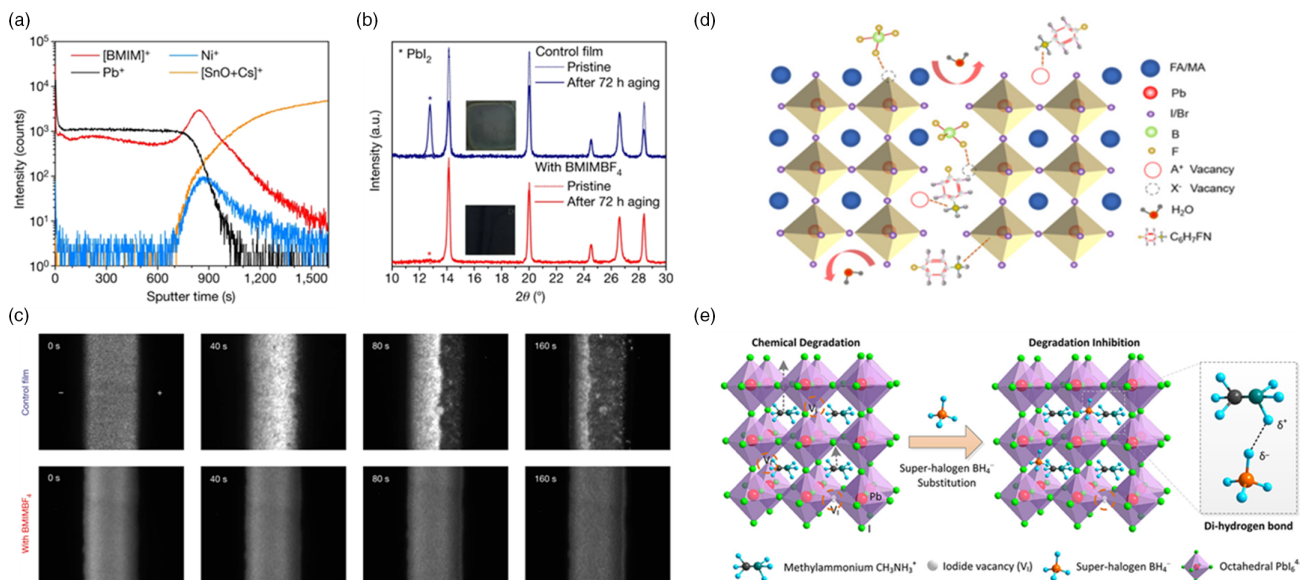 (a)
10⁵
10⁴
10³
10²
10¹
10⁰
Intensity (counts)
[BMIM]⁺
Pb⁺
Ni⁺
[SnO+Cs]⁺
0 300 600 900 1,200 1,500
Sputter time (s)
(b)
* PbI₂
Intensity (a.u.)
Control film
Pristine
After 72 h aging
*
With BMIMBF₄
Pristine
After 72 h aging
*
10 12 14 16 18 20 22 24 26 28 30
2θ (°)
(c)
Control film
0 s
−
+
40 s
80 s
160 s
With BMIMBF₄
0 s
40 s
80 s
160 s
(d)
FA/MA
Pb
I/Br
B
F
A⁺ Vacancy
X⁻ Vacancy
H₂O
C₆H₇FN
(e)
Chemical Degradation
Vᵢ
Pb
Vᵢ
I
Super-halogen BH₄⁻
Substitution
Degradation Inhibition
δ⁺
δ⁻
Di-hydrogen bond
Methylammonium CH₃NH₃⁺
Iodide vacancy (Vᵢ)
Super-halogen BH₄⁻
Octahedral PbI₆⁴